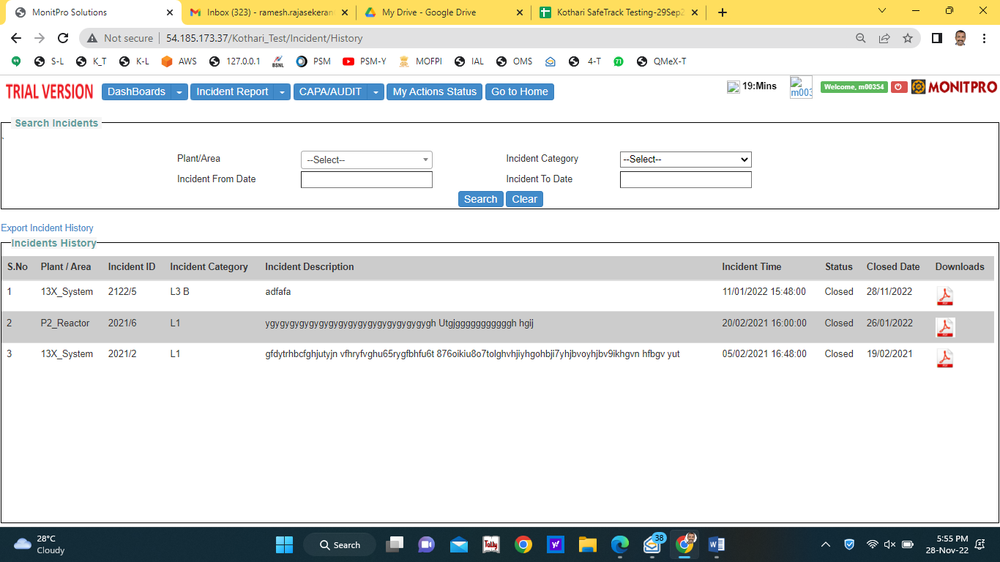 MonitPro Solutions
Inbox (323) - ramesh.rajasekeran
My Drive - Google Drive
Kothari SafeTrack Testing-29Sep2
Not secure | 54.185.173.37/Kothari_Test/Incident/History
S-L K_T K-L AWS 127.0.0.1 BSNL PSM PSM-Y MOFPI IAL OMS 4-T 71 QMeX-T
TRIAL VERSION DashBoards Incident Report CAPA/AUDIT My Actions Status Go to Home 19:Mins m003 Welcome, m00354 MONITPRO
Search Incidents
`
Plant/Area --Select-- Incident Category --Select--
Incident From Date Incident To Date
Search Clear
Export Incident History
Incidents History
S.No Plant / Area Incident ID Incident Category Incident Description Incident Time Status Closed Date Downloads
1 13X_System 2122/5 L3 B adfafa 11/01/2022 15:48:00 Closed 28/11/2022
2 P2_Reactor 2021/6 L1 ygygygygygygygygygygygygygygygygygygh Utgjgggggggggggh hgij 20/02/2021 16:00:00 Closed 26/01/2022
3 13X_System 2021/2 L1 gfdytrhbcfghjutyjn vfhryfvghu65rygfbhfu6t 876oikiu8o7tolghvhjiyhgohbji7yhjbvoyhjbv9ikhgvn hfbgv yut 05/02/2021 16:48:00 Closed 19/02/2021
28°C
Cloudy
Search
Tally
38
5:55 PM
28-Nov-22